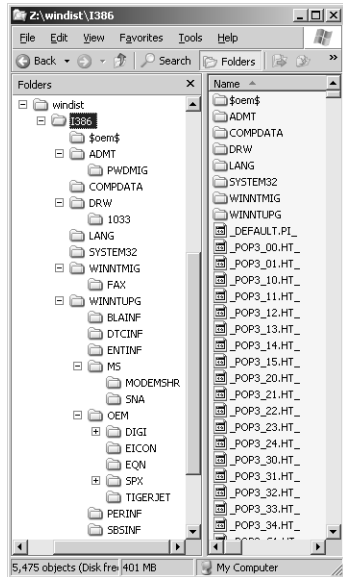 Z:\windist\I386
File Edit View Favorites Tools Help
Back Search Folders »
Folders
windist
I386
$oem$
ADMT
PWDMIG
COMPDATA
DRW
1033
LANG
SYSTEM32
WINNTMIG
FAX
WINNTUPG
BLAINF
DTCINF
ENTINF
MS
MODEMSHR
SNA
OEM
DIGI
EICON
EQN
SPX
TIGERJET
PERINF
SBSINF
Name
$oem$
ADMT
COMPDATA
DRW
LANG
SYSTEM32
WINNTMIG
WINNTUPG
_DEFAULT.PI_
_POP3_00.HT_
_POP3_01.HT_
_POP3_10.HT_
_POP3_11.HT_
_POP3_12.HT_
_POP3_13.HT_
_POP3_14.HT_
_POP3_15.HT_
_POP3_20.HT_
_POP3_21.HT_
_POP3_22.HT_
_POP3_23.HT_
_POP3_24.HT_
_POP3_30.HT_
_POP3_31.HT_
_POP3_32.HT_
_POP3_33.HT_
_POP3_34.HT_
5,475 objects (Disk fre 401 MB My Computer